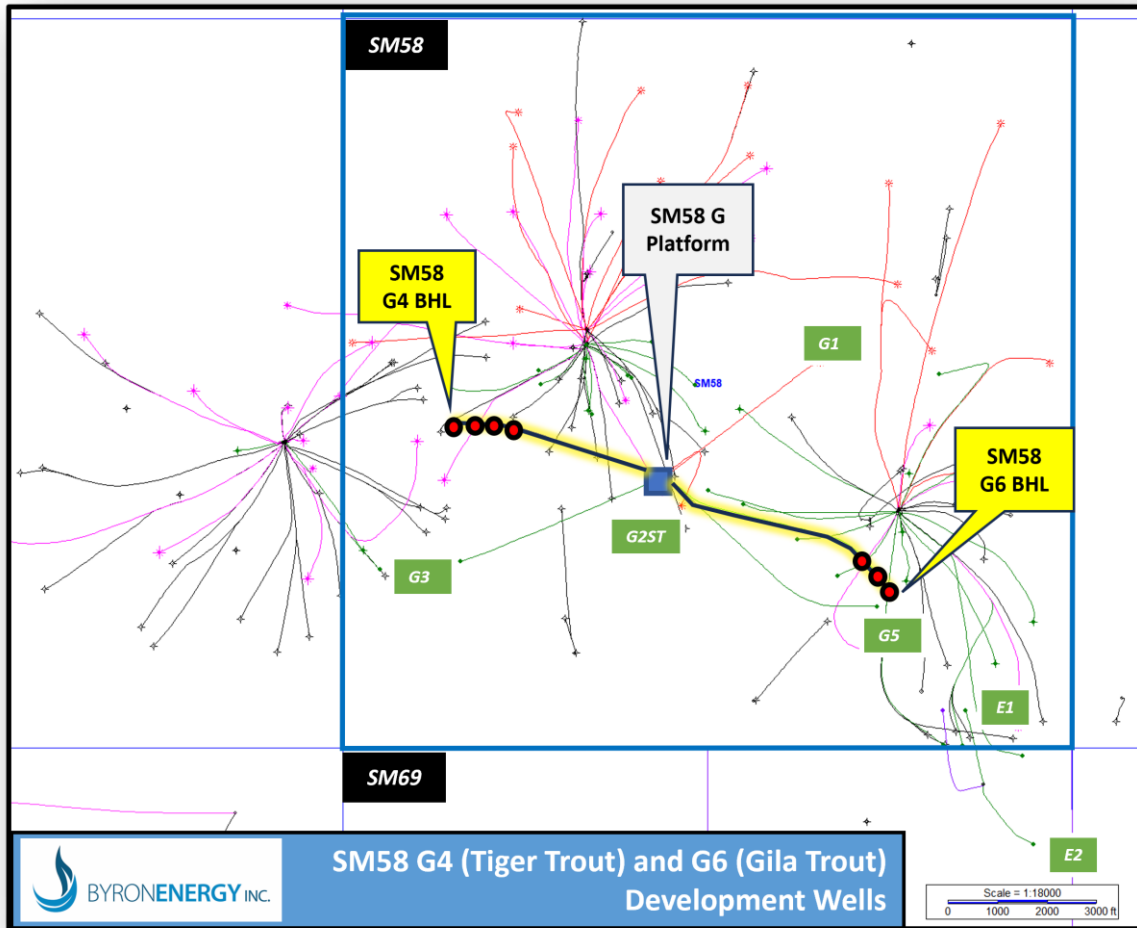 SM58
SM58 G
Platform
SM58
G4 BHL
G1
SM58
SM58
G6 BHL
G2ST
G3
G5
E1
SM69
E2
BYRONENERGY INC.
SM58 G4 (Tiger Trout) and G6 (Gila Trout)
Development Wells
Scale = 1:18000
0 1000 2000 3000 ft